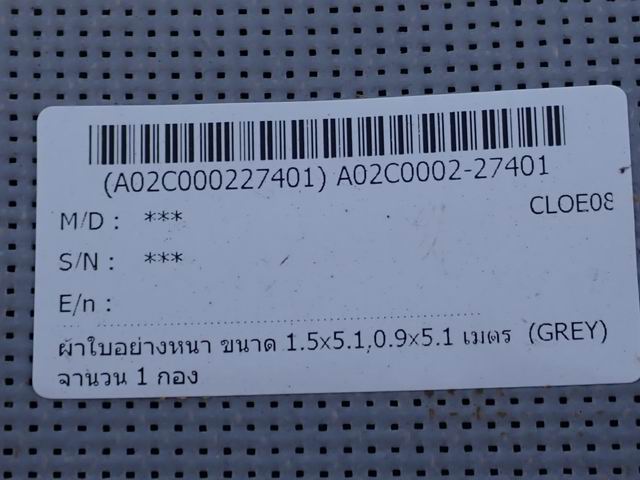 (A02C000227401) A02C0002-27401
CLOE08
M/D : ***
S/N : ***
E/n :
ผ้าใบอย่างหนา ขนาด 1.5x5.1,0.9x5.1 เมตร (GREY)
จำนวน 1 กอง